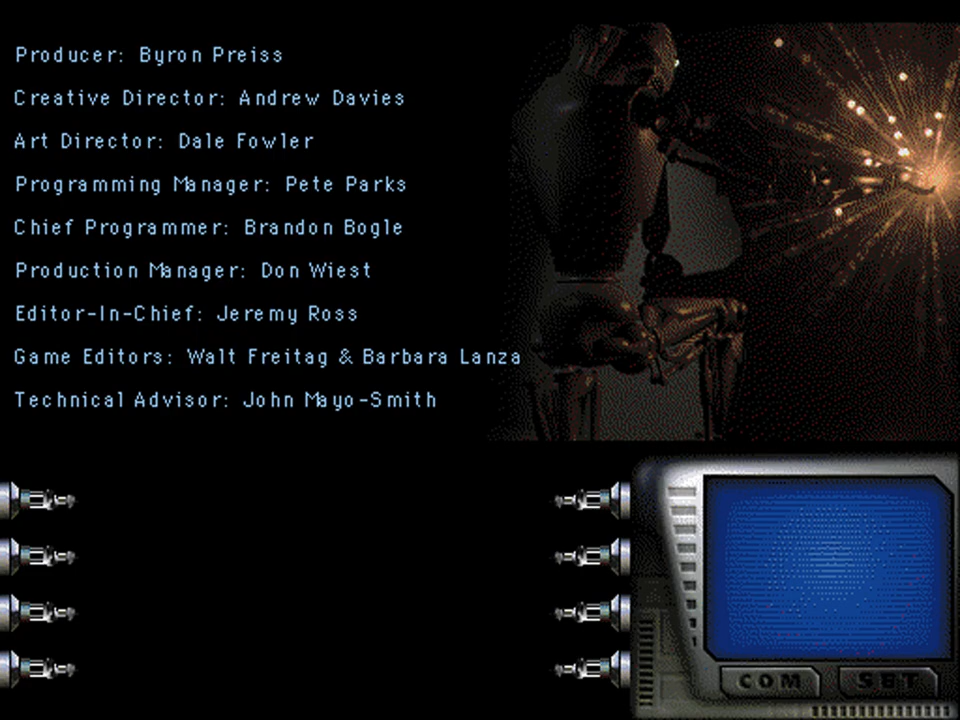 Producer: Byron Preiss
Creative Director: Andrew Davies
Art Director: Dale Fowler
Programming Manager: Pete Parks
Chief Programmer: Brandon Bogle
Production Manager: Don Wiest
Editor-In-Chief: Jeremy Ross
Game Editors: Walt Freitag & Barbara Lanza
Technical Advisor: John Mayo-Smith
COM SET